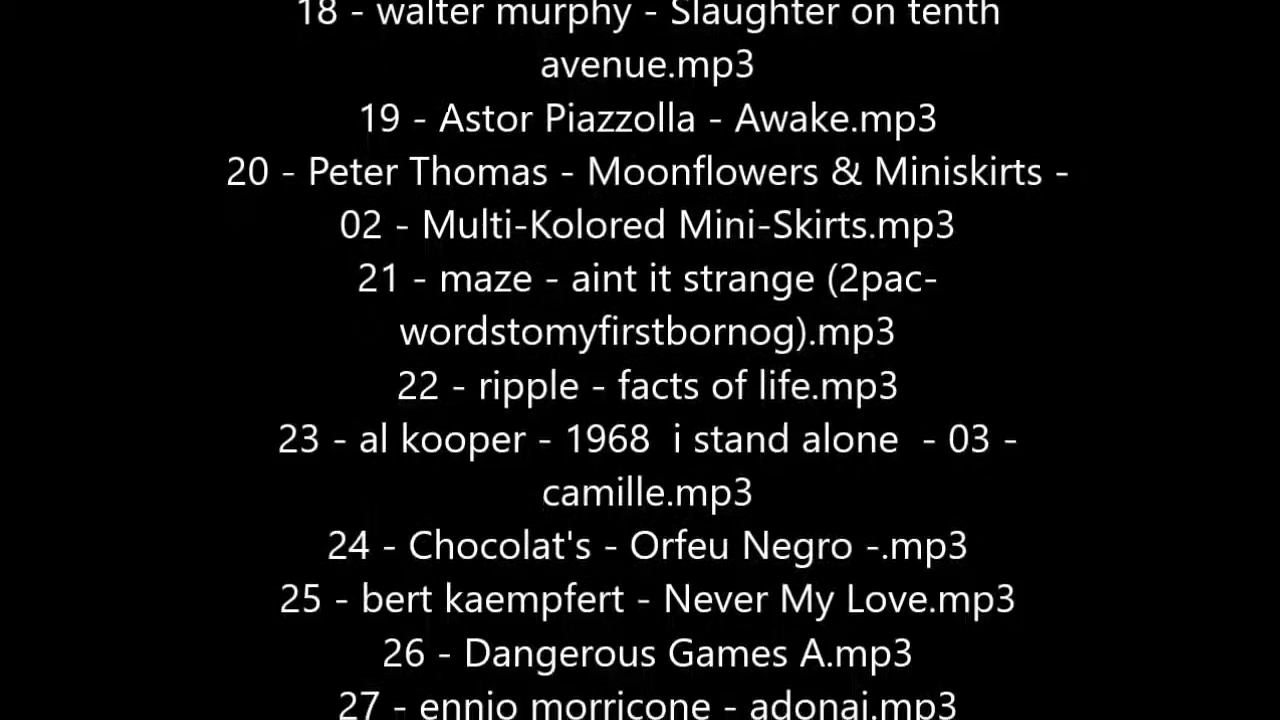 18 - walter murphy - Slaughter on tenth
avenue.mp3
19 - Astor Piazzolla - Awake.mp3
20 - Peter Thomas - Moonflowers & Miniskirts -
02 - Multi-Kolored Mini-Skirts.mp3
21 - maze - aint it strange (2pac-
wordstomyfirstbornog).mp3
22 - ripple - facts of life.mp3
23 - al kooper - 1968  i stand alone  - 03 -
camille.mp3
24 - Chocolat's - Orfeu Negro -.mp3
25 - bert kaempfert - Never My Love.mp3
26 - Dangerous Games A.mp3
27 - ennio morricone - adonai.mp3